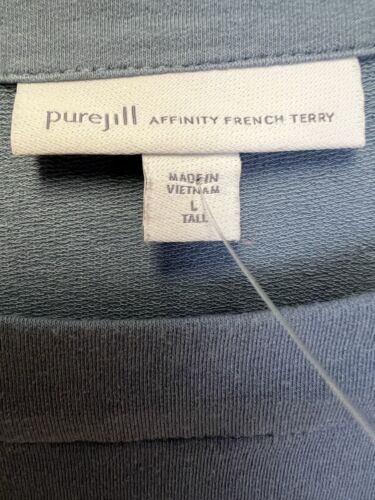 purejill AFFINITY FRENCH TERRY
MADE IN
VIETNAM
L
TALL